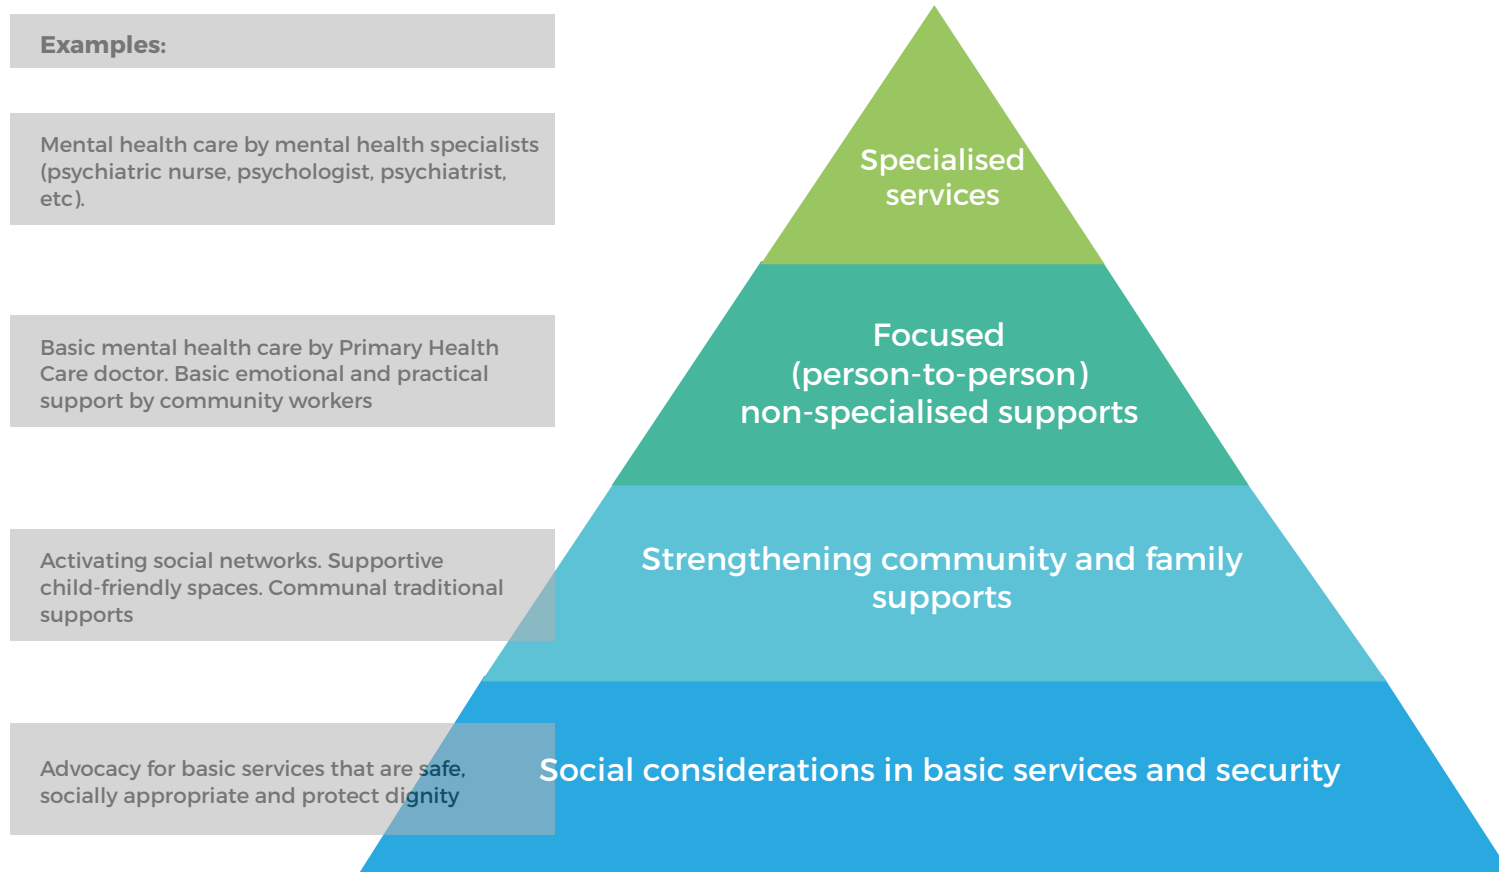 Examples:
Mental health care by mental health specialists
(psychiatric nurse, psychologist, psychiatrist,
etc).
Specialised
services
Basic mental health care by Primary Health
Care doctor. Basic emotional and practical
support by community workers
Focused
(person-to-person)
non-specialised supports
Activating social networks. Supportive
child-friendly spaces. Communal traditional
supports
Strengthening community and family
supports
Advocacy for basic services that are safe,
socially appropriate and protect dignity
Social considerations in basic services and security